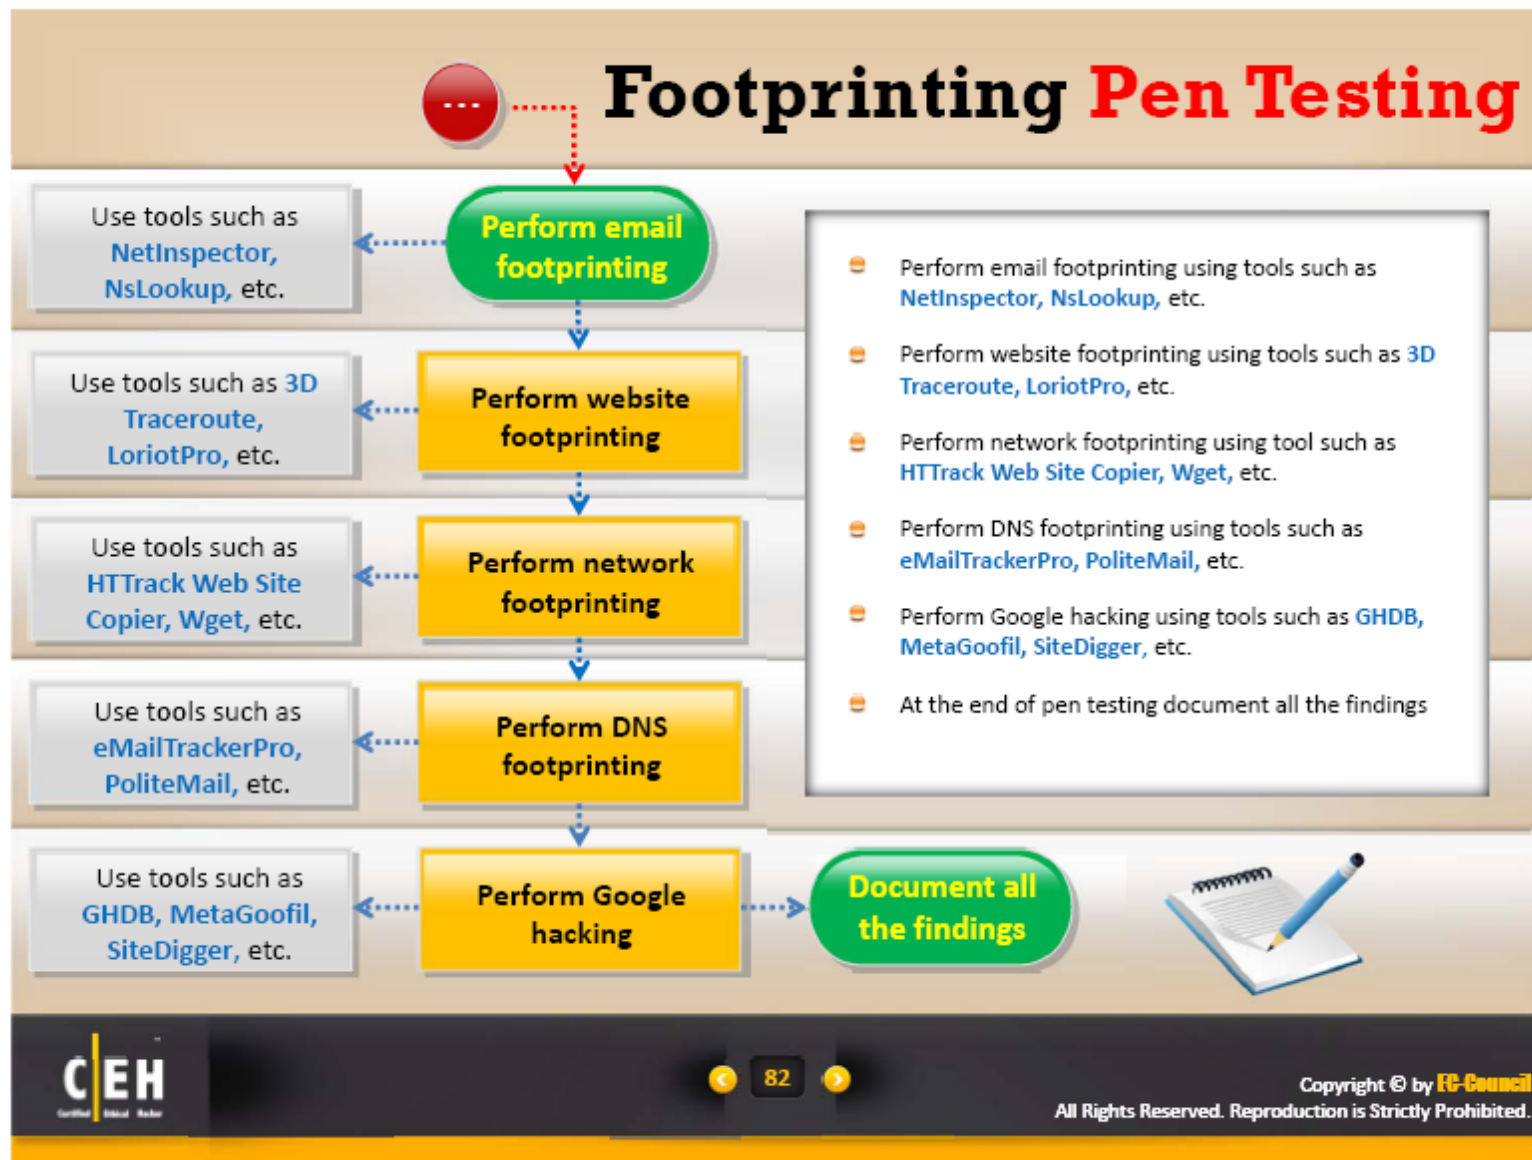 ...
Footprinting Pen Testing
Use tools such as
NetInspector,
NsLookup, etc.
Perform email
footprinting
Use tools such as 3D
Traceroute,
LoriotPro, etc.
Perform website
footprinting
Use tools such as
HTTrack Web Site
Copier, Wget, etc.
Perform network
footprinting
Use tools such as
eMailTrackerPro,
PoliteMail, etc.
Perform DNS
footprinting
Use tools such as
GHDB, MetaGoofil,
SiteDigger, etc.
Perform Google
hacking
Document all
the findings
Perform email footprinting using tools such as
NetInspector, NsLookup, etc.
Perform website footprinting using tools such as 3D
Traceroute, LoriotPro, etc.
Perform network footprinting using tool such as
HTTrack Web Site Copier, Wget, etc.
Perform DNS footprinting using tools such as
eMailTrackerPro, PoliteMail, etc.
Perform Google hacking using tools such as GHDB,
MetaGoofil, SiteDigger, etc.
At the end of pen testing document all the findings
CEH
Certified Ethical Hacker
82
Copyright © by EC-Council
All Rights Reserved. Reproduction is Strictly Prohibited.